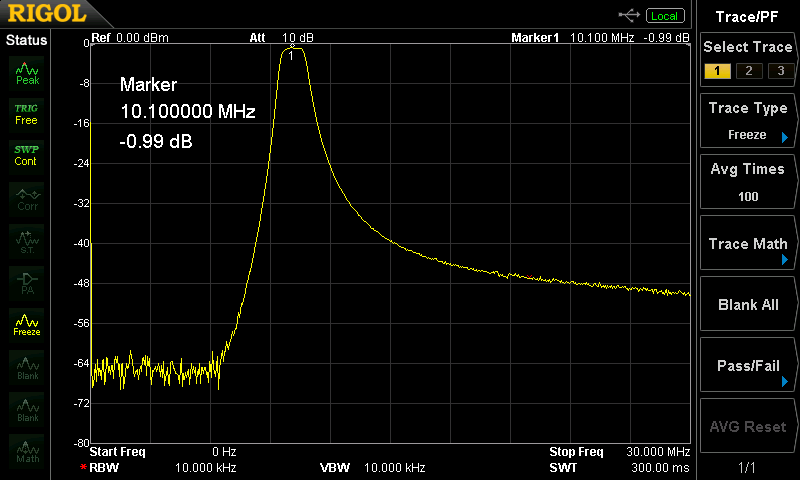 RIGOL
Local
Trace/PF
Status
Ref 0.00 dBm
Att 10 dB
Marker1 10.100 MHz -0.99 dB
Select Trace
1 2 3
Peak
TRIG
Free
SWP
Cont
Corr
S.T.
PA
Freeze
Blank
Blank
Math
0
-8
-16
-24
-32
-40
-48
-56
-64
-72
-80
1
Marker
10.100000 MHz
-0.99 dB
Trace Type
Freeze
Avg Times
100
Trace Math
Blank All
Pass/Fail
AVG Reset
Start Freq 0 Hz
Stop Freq 30.000 MHz
RBW 10.000 kHz
VBW 10.000 kHz
SWT 300.00 ms
1/1